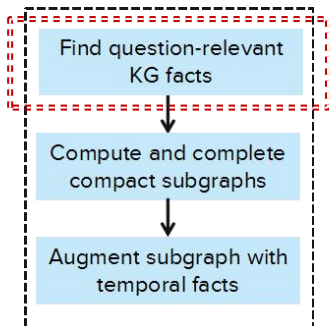 Find question-relevant
KG facts
Compute and complete
compact subgraphs
Augment subgraph with
temporal facts